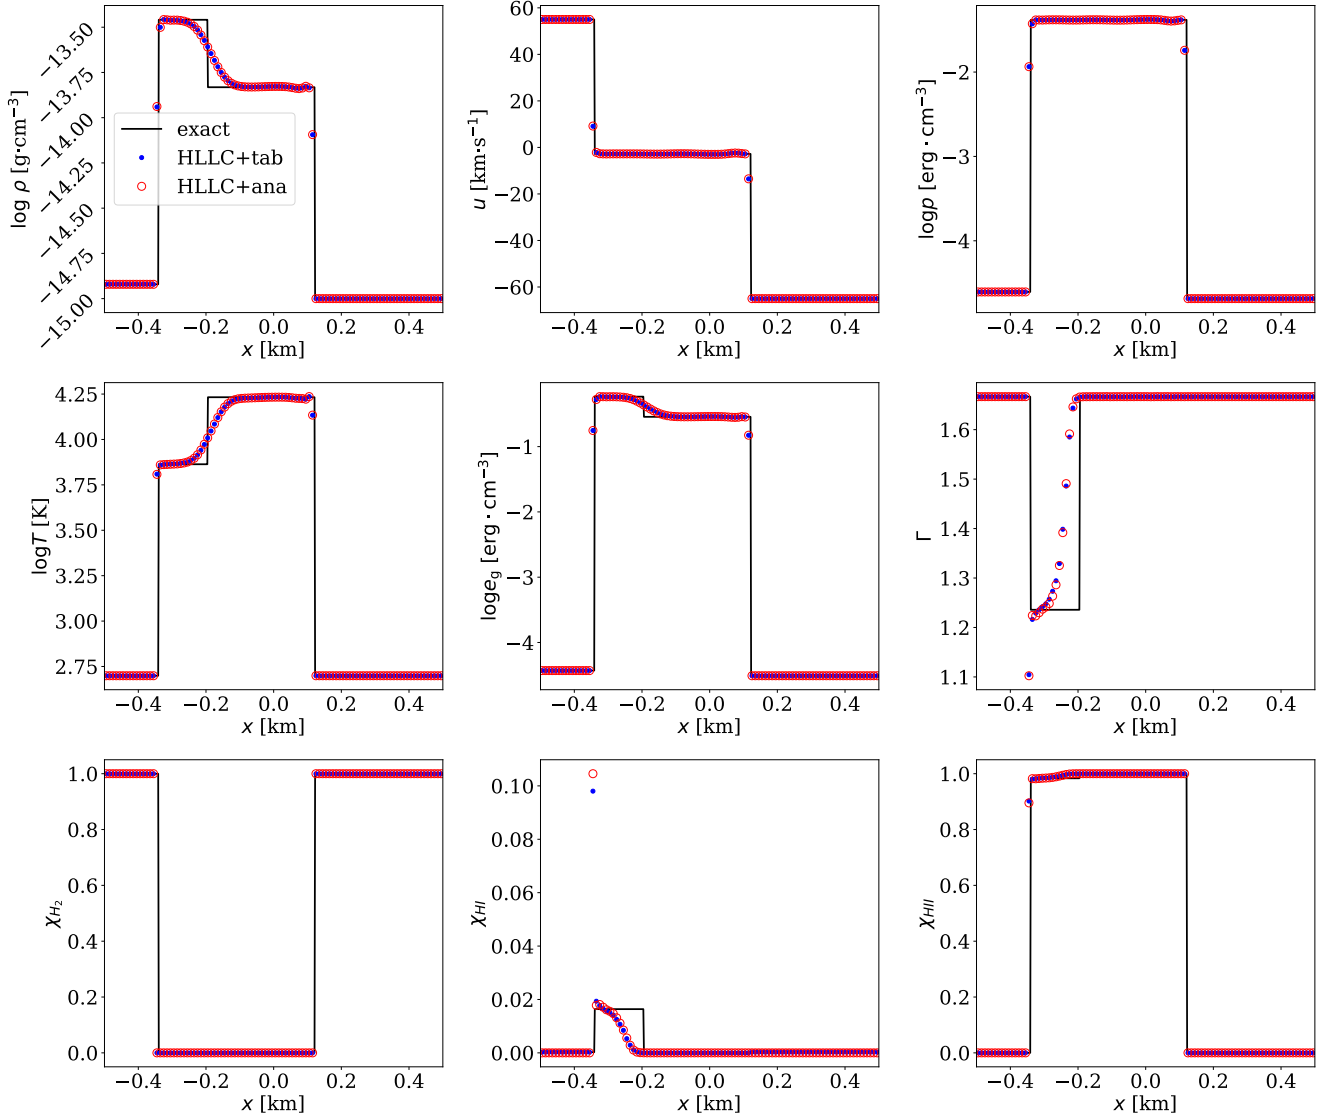 log ρ [g·cm⁻³]
−13.50
−13.75
−14.00
−14.25
−14.50
−14.75
−15.00
exact
HLLC+tab
HLLC+ana
−0.4 −0.2 0.0 0.2 0.4
x [km]
u [km·s⁻¹]
60
40
20
0
−20
−40
−60
−0.4 −0.2 0.0 0.2 0.4
x [km]
logp [erg·cm⁻³]
−2
−3
−4
−0.4 −0.2 0.0 0.2 0.4
x [km]
logT [K]
4.25
4.00
3.75
3.50
3.25
3.00
2.75
−0.4 −0.2 0.0 0.2 0.4
x [km]
loge_g [erg·cm⁻³]
−1
−2
−3
−4
−0.4 −0.2 0.0 0.2 0.4
x [km]
Γ
1.6
1.5
1.4
1.3
1.2
1.1
−0.4 −0.2 0.0 0.2 0.4
x [km]
χ_H₂
1.0
0.8
0.6
0.4
0.2
0.0
−0.4 −0.2 0.0 0.2 0.4
x [km]
χ_HI
0.10
0.08
0.06
0.04
0.02
0.00
−0.4 −0.2 0.0 0.2 0.4
x [km]
χ_HII
1.0
0.8
0.6
0.4
0.2
0.0
−0.4 −0.2 0.0 0.2 0.4
x [km]